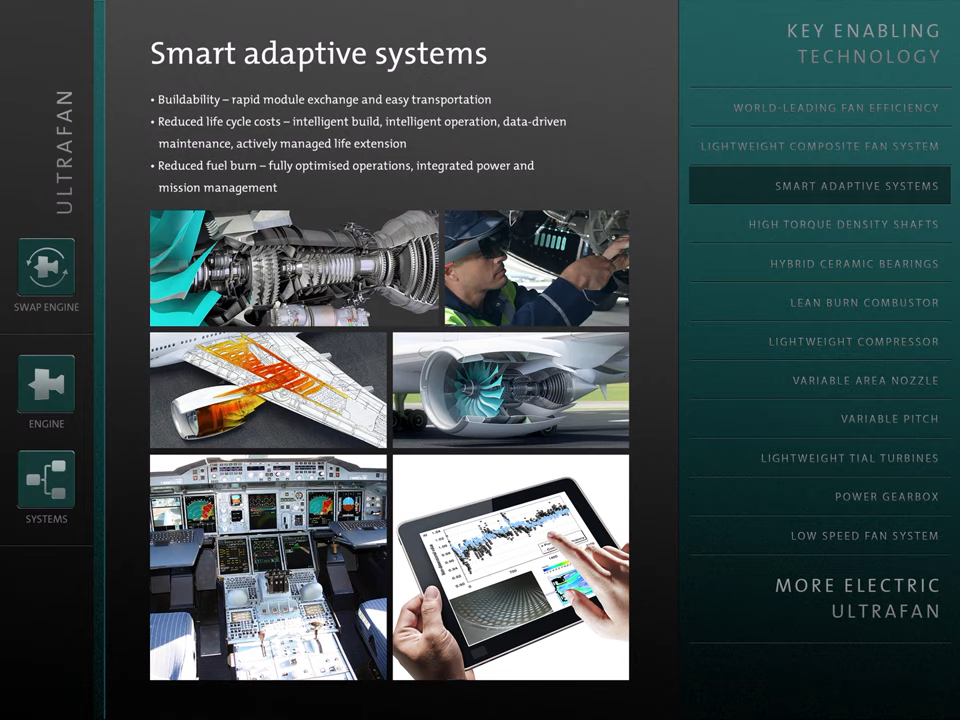 ULTRAFAN
SWAP ENGINE
ENGINE
SYSTEMS
Smart adaptive systems
• Buildability – rapid module exchange and easy transportation
• Reduced life cycle costs – intelligent build, intelligent operation, data-driven
maintenance, actively managed life extension
• Reduced fuel burn – fully optimised operations, integrated power and
mission management
KEY ENABLING
TECHNOLOGY
WORLD-LEADING FAN EFFICIENCY
LIGHTWEIGHT COMPOSITE FAN SYSTEM
SMART ADAPTIVE SYSTEMS
HIGH TORQUE DENSITY SHAFTS
HYBRID CERAMIC BEARINGS
LEAN BURN COMBUSTOR
LIGHTWEIGHT COMPRESSOR
VARIABLE AREA NOZZLE
VARIABLE PITCH
LIGHTWEIGHT TIAL TURBINES
POWER GEARBOX
LOW SPEED FAN SYSTEM
MORE ELECTRIC
ULTRAFAN